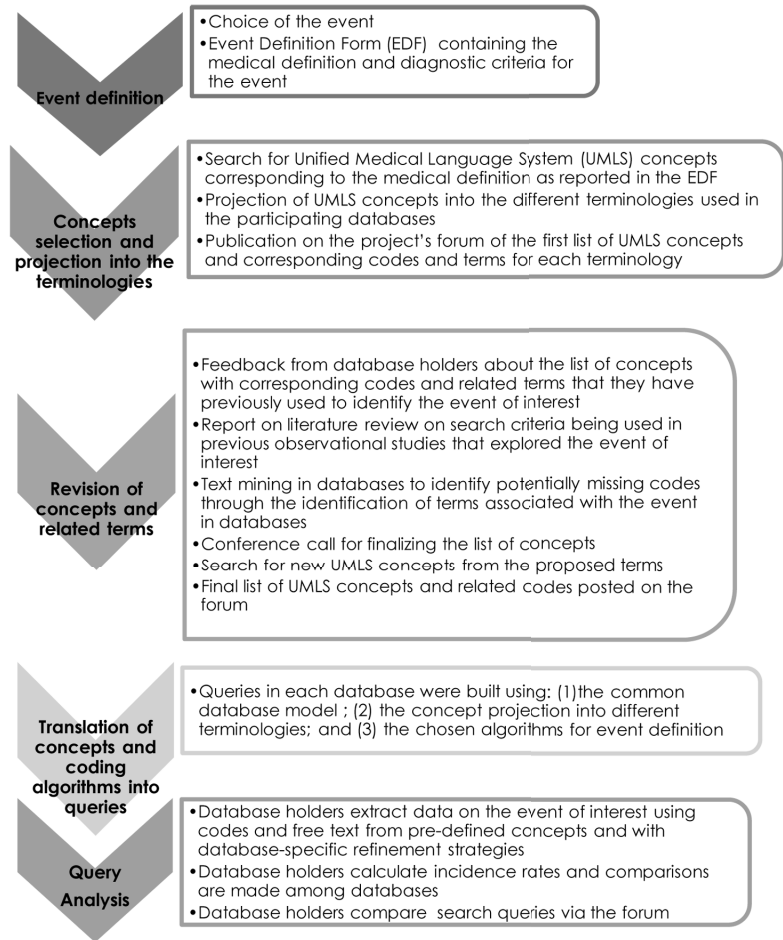 •Choice of the event
•Event Definition Form (EDF)  containing the
medical definition and diagnostic criteria for
the event
Event definition
•Search for Unified Medical Language System (UMLS) concepts
corresponding to the medical definition as reported in the EDF
•Projection of UMLS concepts into the different terminologies used in
the participating databases
•Publication on the project’s forum of the first list of UMLS concepts
and corresponding codes and terms for each terminology
Concepts
selection and
projection into the
terminologies
•Feedback from database holders about the list of concepts
with corresponding codes and related terms that they have
previously used to identify the event of interest
•Report on literature review on search criteria being used in
previous observational studies that explored the event of
interest
•Text mining in databases to identify potentially missing codes
through the identification of terms associated with the event
in databases
•Conference call for finalizing the list of concepts
•Search for new UMLS concepts from the proposed terms
•Final list of UMLS concepts and related codes posted on the
forum
Revision of
concepts and
related terms
•Queries in each database were built using: (1)the common
database model ; (2) the concept projection into different
terminologies; and (3) the chosen algorithms for event definition
Translation of
concepts and
coding
algorithms into
queries
•Database holders extract data on the event of interest using
codes and free text from pre-defined concepts and with
database-specific refinement strategies
•Database holders calculate incidence rates and comparisons
are made among databases
•Database holders compare  search queries via the forum
Query
Analysis